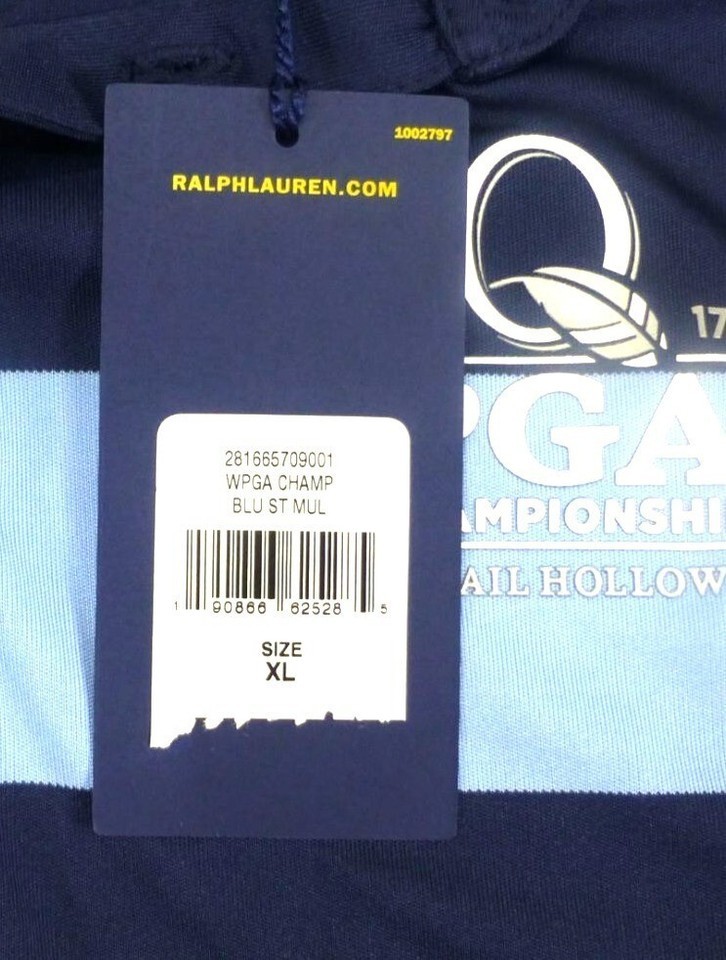 1002797
RALPHLAUREN.COM
281665709001
WPGA CHAMP
BLU ST MUL
1 90866 62528 5
SIZE
XL
Q
17
PGA
AMPIONSHI
AIL HOLLOW